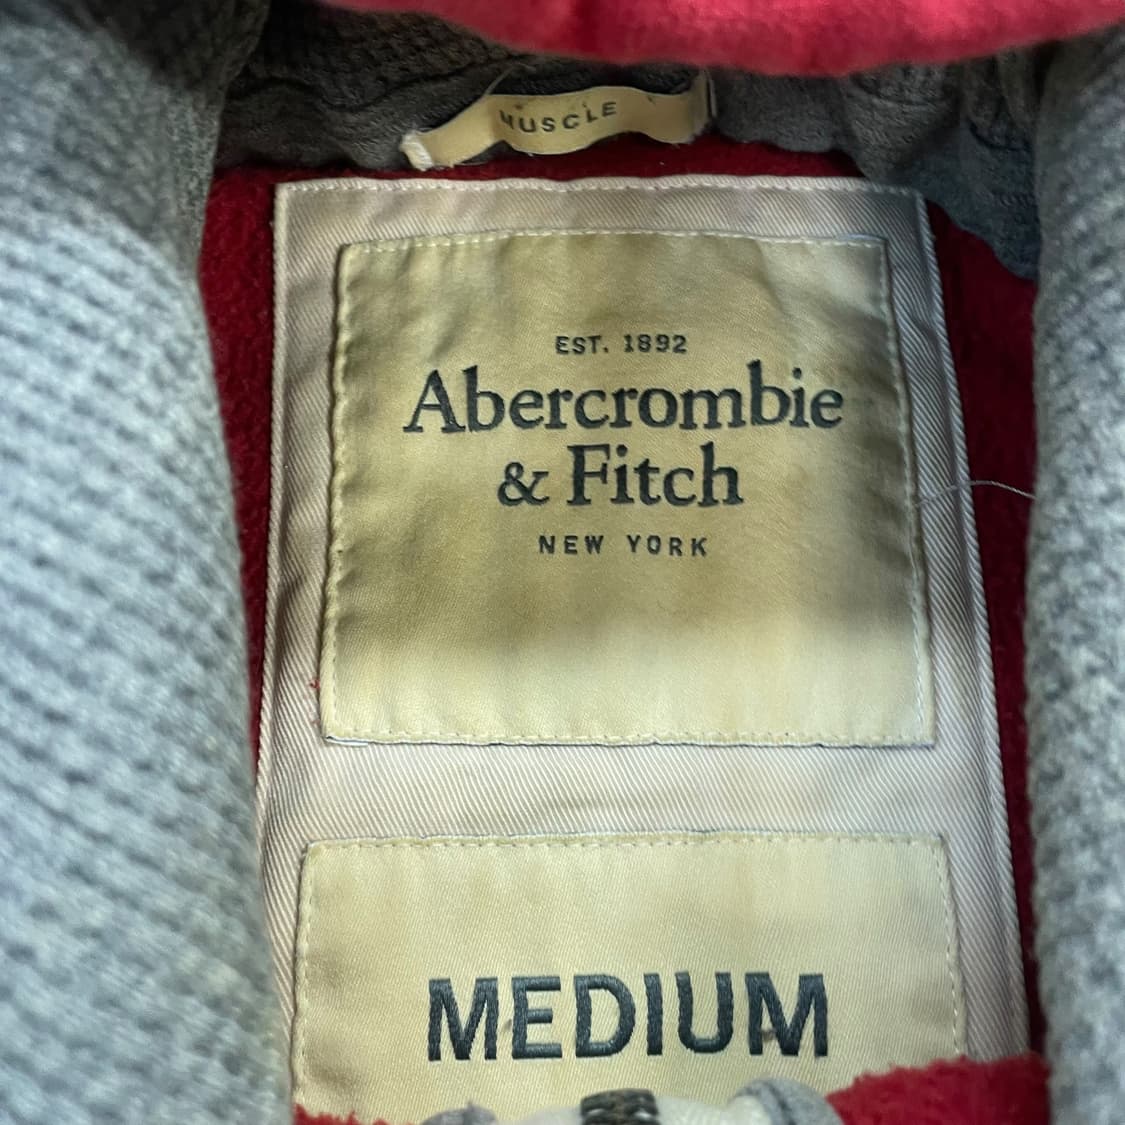 MUSCLE
EST. 1892
Abercrombie
& Fitch
NEW YORK
MEDIUM